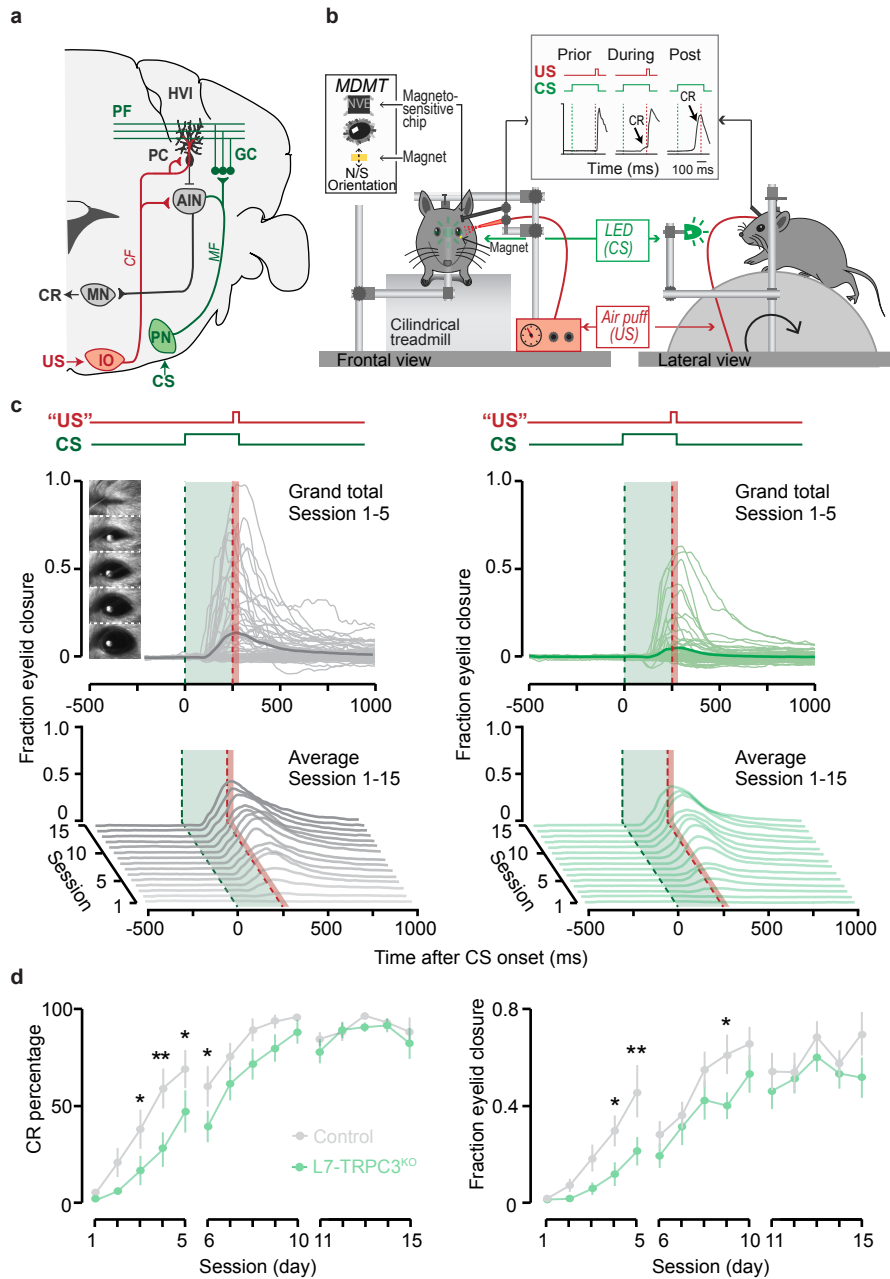 a
HVI
PF
PC
GC
AIN
CF
MF
CR
MN
PN
US
IO
CS
b
MDMT
NVE
Magneto-
sensitive
chip
Magnet
N/S
Orientation
Prior During Post
US
CS
CR
CR
Time (ms)
100 ms
Magnet
LED
(CS)
Cilindrical
treadmill
Air puff
(US)
Frontal view
Lateral view
c
“US”
CS
“US”
CS
Fraction eyelid closure
1.0
0.5
0
Grand total
Session 1-5
-500 0 500 1000
1.0
0.5
0
Grand total
Session 1-5
-500 0 500 1000
1.0
0.5
0
Average
Session 1-15
15
10
5
1
Session
-500 0 500 1000
1.0
0.5
0
Average
Session 1-15
15
10
5
1
Session
-500 0 500 1000
Time after CS onset (ms)
d
CR percentage
100
50
0
*
**
*
*
Control
L7-TRPC3KO
1 5 6 10 11 15
Session (day)
Fraction eyelid closure
0.8
0.4
0
*
**
*
1 5 6 10 11 15
Session (day)